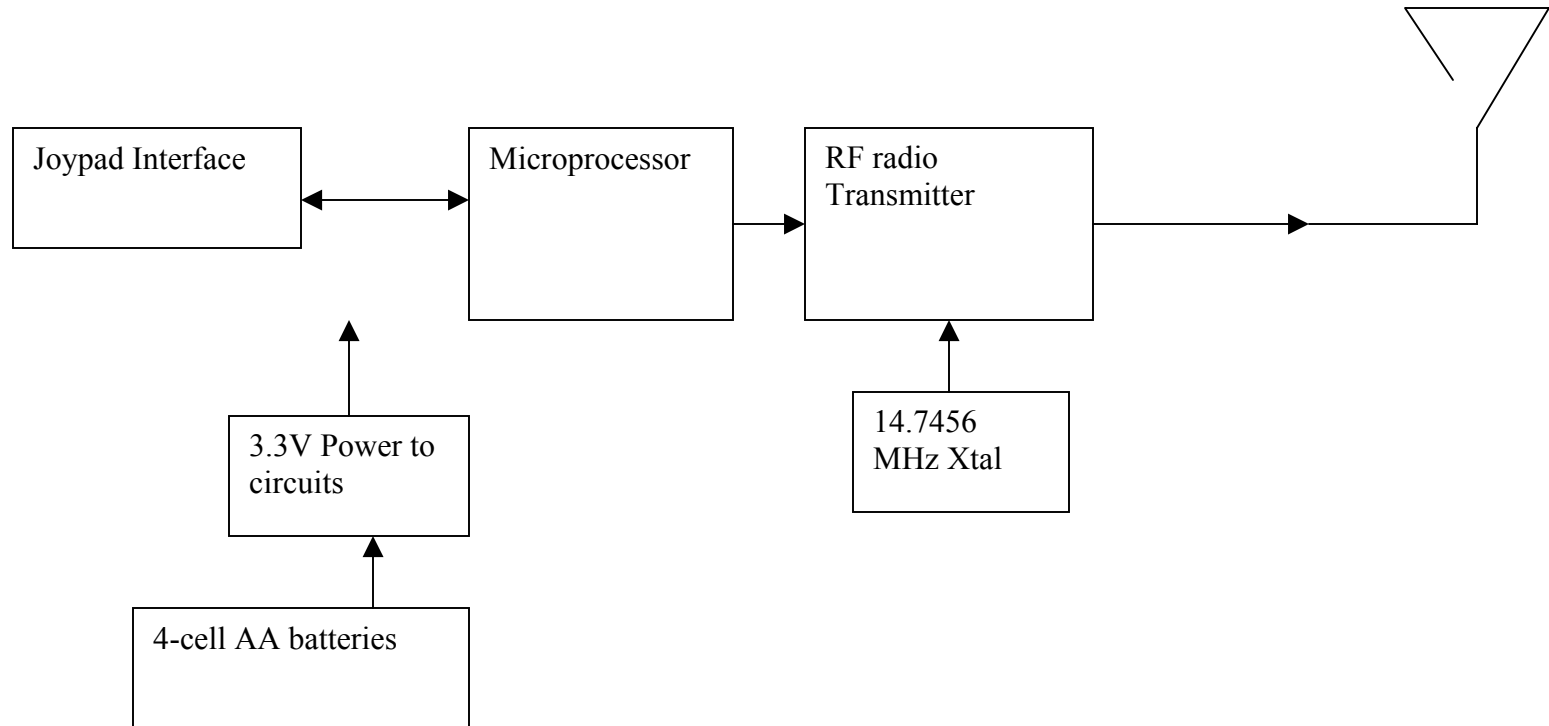 Joypad Interface
Microprocessor
RF radio
Transmitter
3.3V Power to
circuits
14.7456
MHz Xtal
4-cell AA batteries